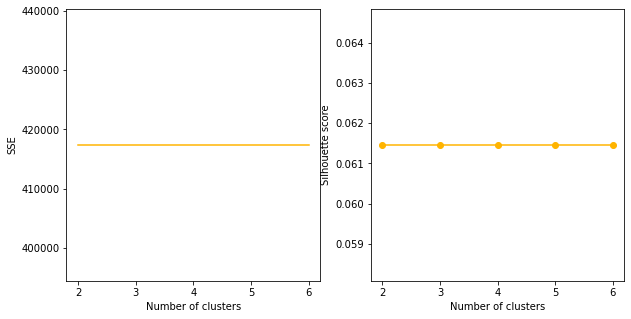 440000
430000
420000
410000
400000
SSE
2 3 4 5 6
Number of clusters
0.064
0.063
0.062
0.061
0.060
0.059
Silhouette score
2 3 4 5 6
Number of clusters